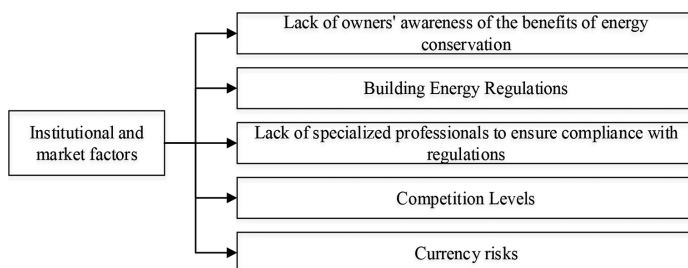 Lack of owners' awareness of the benefits of energy
conservation
Building Energy Regulations
Institutional and
market factors
Lack of specialized professionals to ensure compliance with
regulations
Competition Levels
Currency risks